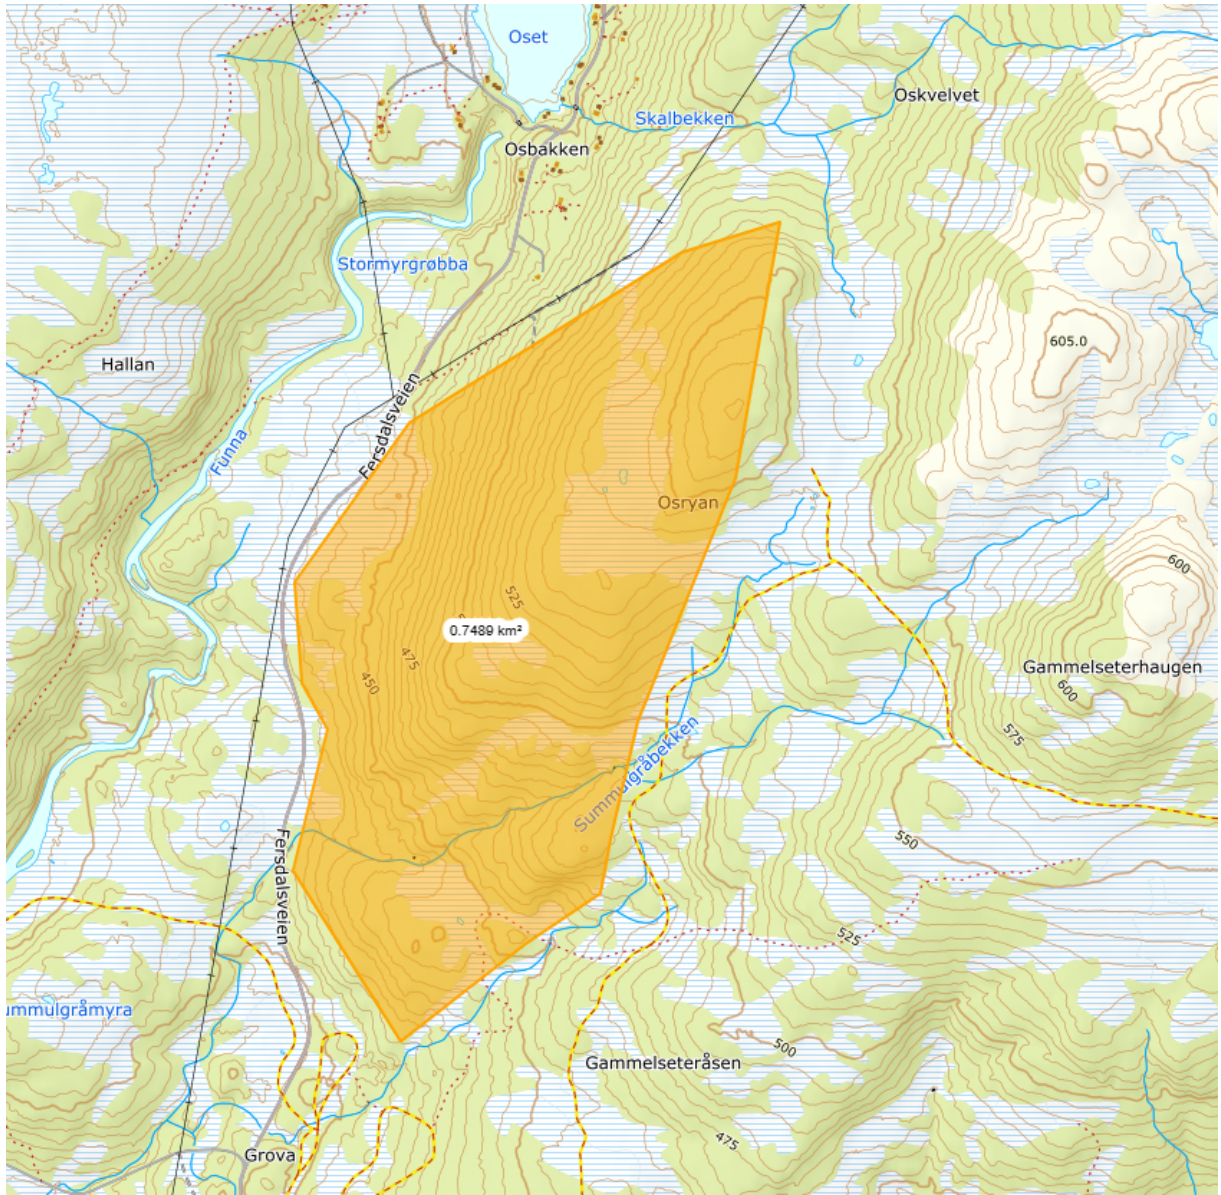 Oset
Oskvelvet
Skalbekken
Osbakken
Stormyrgrøbba
605.0
Hallan
Fersdalsveien
Funna
Osryan
600
525
0.7489 km²
475
450
Gammelseterhaugen
600
575
Summulgråbekken
550
Fersdalsveien
525
ummulgråmyra
500
Gammelseteråsen
475
Grova